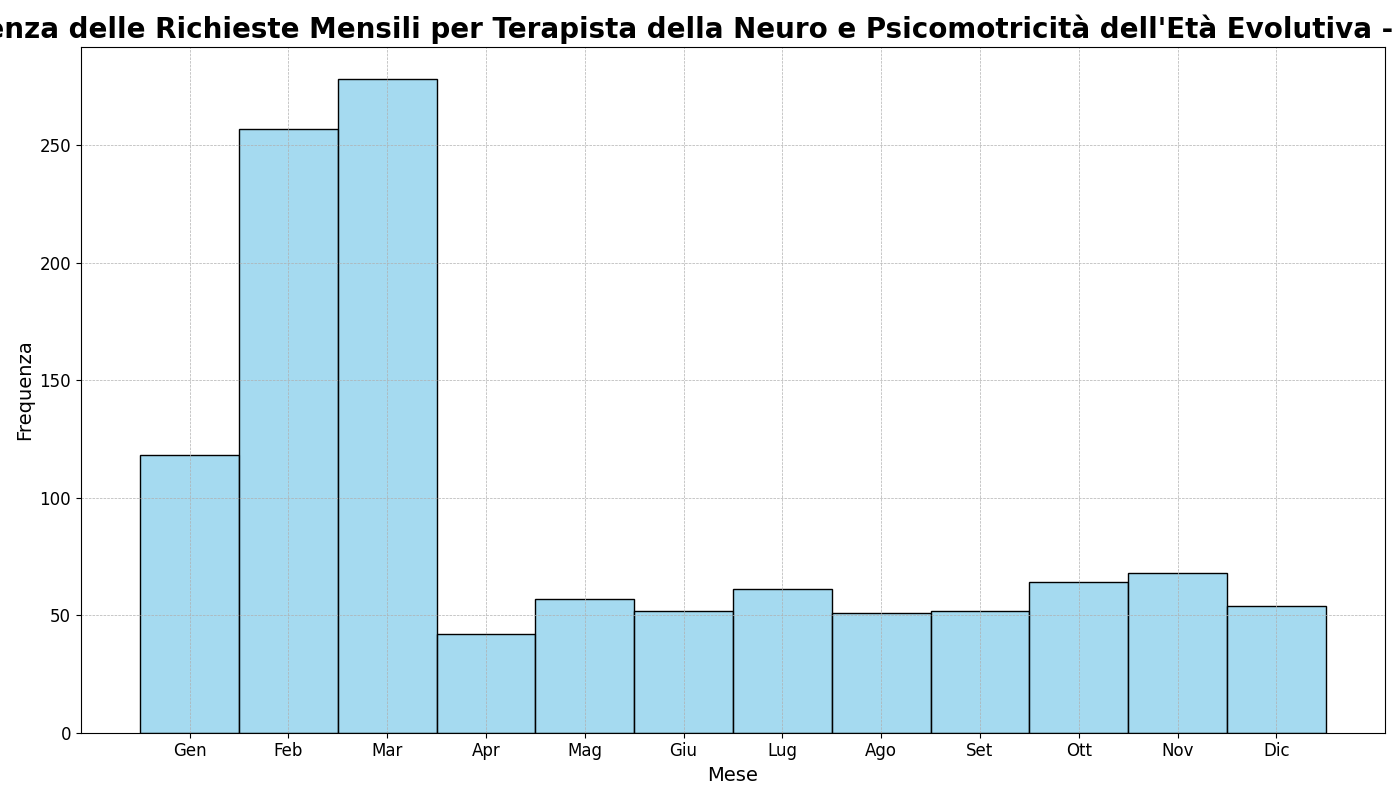 delle Richieste Mensili per Terapista della Neuro e Psicomotricità dell'Età Evolutiva -
250
200
150
100
50
0
Frequenza
Gen Feb Mar Apr Mag Giu Lug Ago Set Ott Nov Dic
Mese